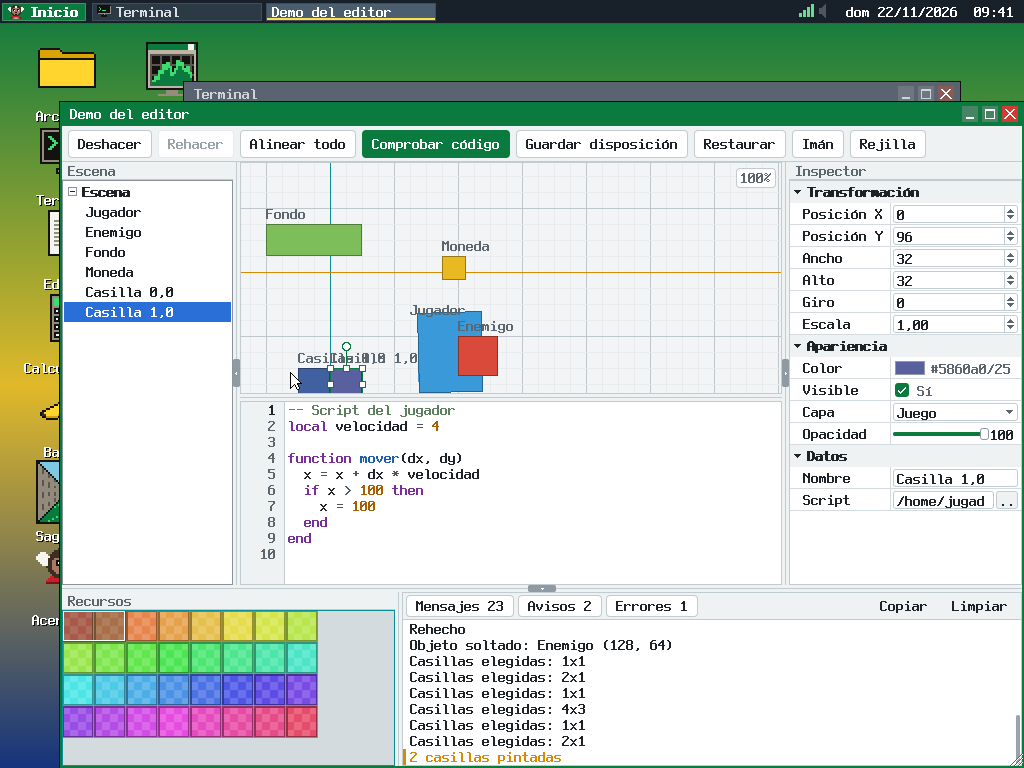 Inicio
Terminal
Demo del editor
dom 22/11/2026
09:41
Terminal
Demo del editor
Deshacer
Rehacer
Alinear todo
Comprobar código
Guardar disposición
Restaurar
Imán
Rejilla
Escena
Escena
Jugador
Enemigo
Fondo
Moneda
Casilla 0,0
Casilla 1,0
100%
Fondo
Moneda
Jugador
Enemigo
1,0
1 -- Script del jugador
2 local velocidad = 4
3
4 function mover(dx, dy)
5 x = x + dx * velocidad
6 if x > 100 then
7 x = 100
8 end
9 end
10
Inspector
Transformación
Posición X 0
Posición Y 96
Ancho 32
Alto 32
Giro 0
Escala 1,00
Apariencia
Color #5860a0/25
Visible Sí
Capa Juego
Opacidad 100
Datos
Nombre Casilla 1,0
Script /home/jugad ..
Recursos
Mensajes 23
Avisos 2
Errores 1
Copiar
Limpiar
Rehecho
Objeto soltado: Enemigo (128, 64)
Casillas elegidas: 1x1
Casillas elegidas: 2x1
Casillas elegidas: 1x1
Casillas elegidas: 4x3
Casillas elegidas: 1x1
Casillas elegidas: 2x1
2 casillas pintadas